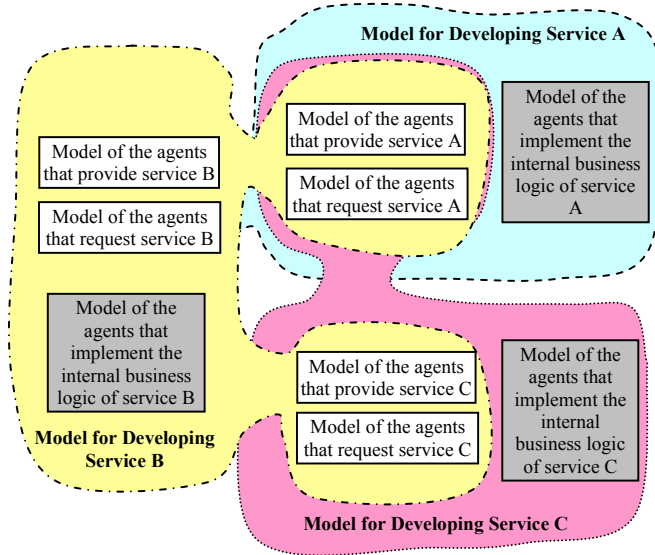 Model for Developing Service A
Model of the agents
that provide service A
Model of the agents
that request service A
Model of the
agents that
implement the
internal business
logic of service
A
Model of the agents
that provide service B
Model of the agents
that request service B
Model of the
agents that
implement the
internal business
logic of service B
Model for Developing
Service B
Model of the agents
that provide service C
Model of the agents
that request service C
Model of the
agents that
implement the
internal
business logic
of service C
Model for Developing Service C